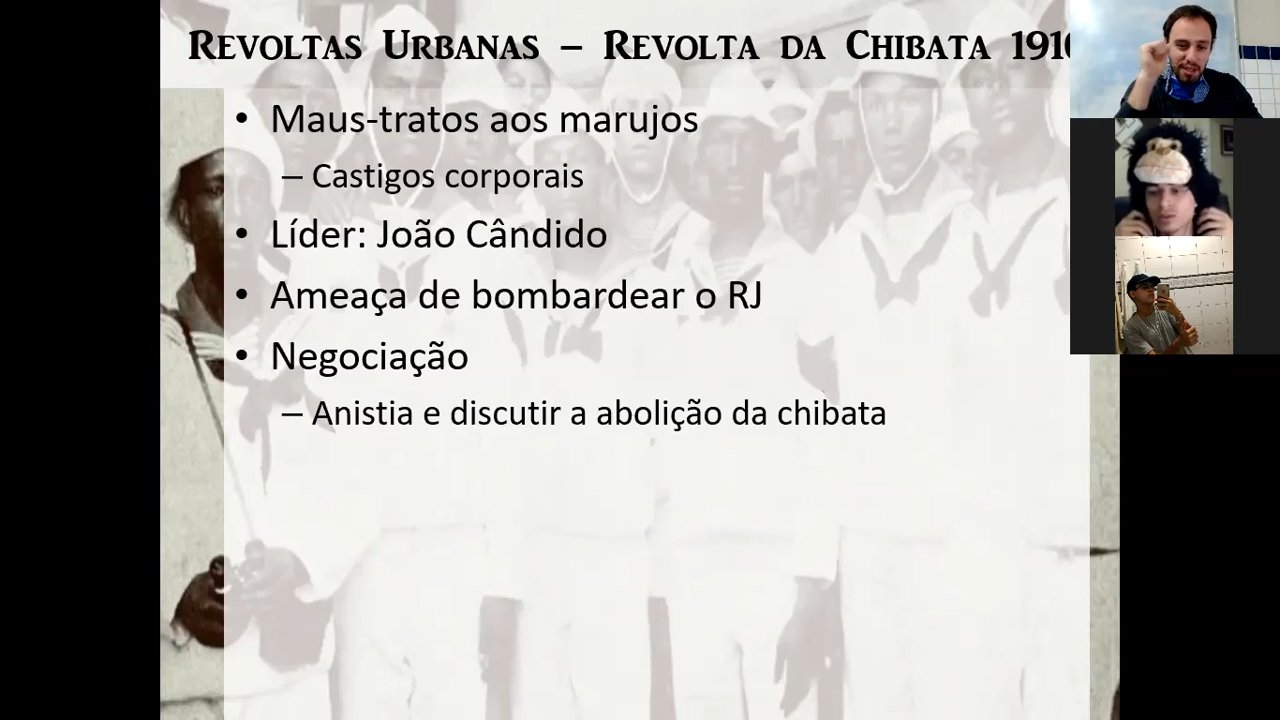 Revoltas Urbanas – Revolta da Chibata 1910
• Maus-tratos aos marujos
– Castigos corporais
• Líder: João Cândido
• Ameaça de bombardear o RJ
• Negociação
– Anistia e discutir a abolição da chibata